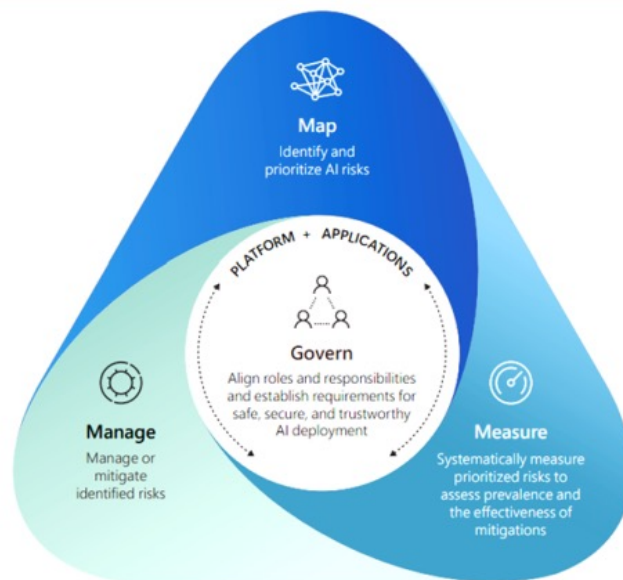 Map
Identify and
prioritize AI risks
PLATFORM + APPLICATIONS
Govern
Align roles and responsibilities
and establish requirements for
safe, secure, and trustworthy
AI deployment
Manage
Manage or
mitigate
identified risks
Measure
Systematically measure
prioritized risks to
assess prevalence and
the effectiveness of
mitigations